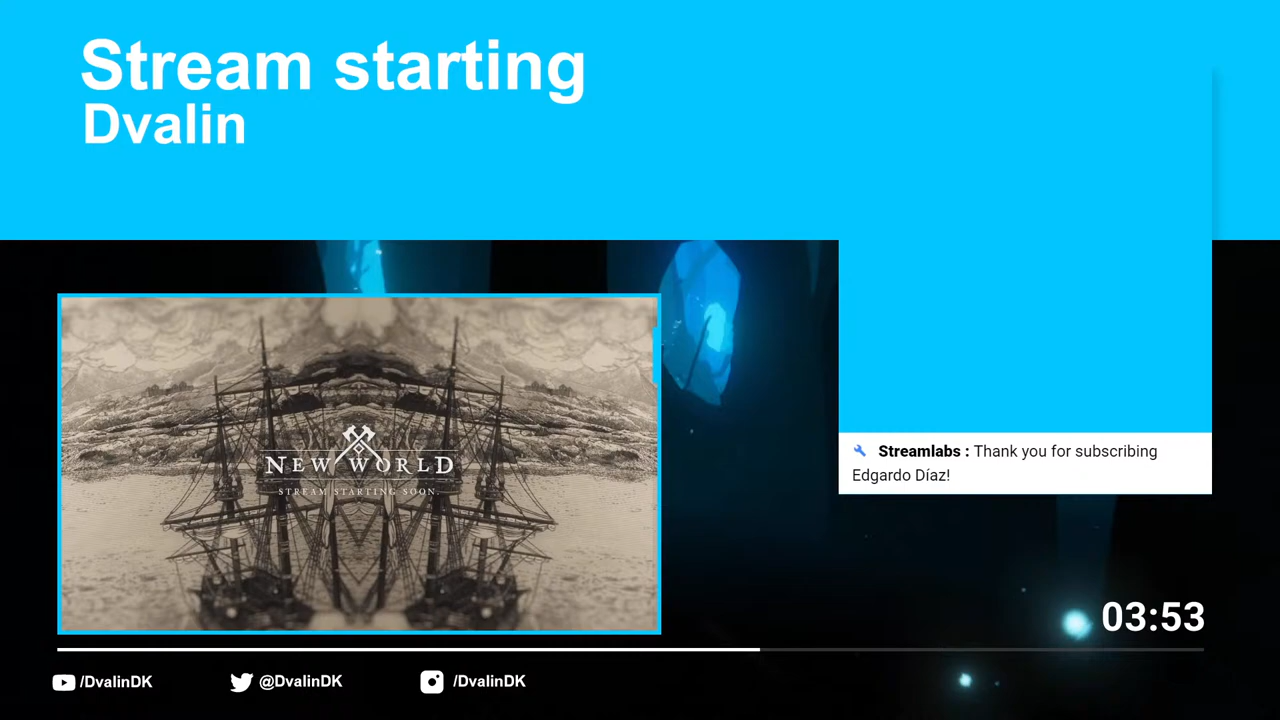 Stream starting
Dvalin
NEW WORLD
STREAM STARTING SOON.
Streamlabs : Thank you for subscribing
Edgardo Díaz!
03:53
/DvalinDK
@DvalinDK
/DvalinDK